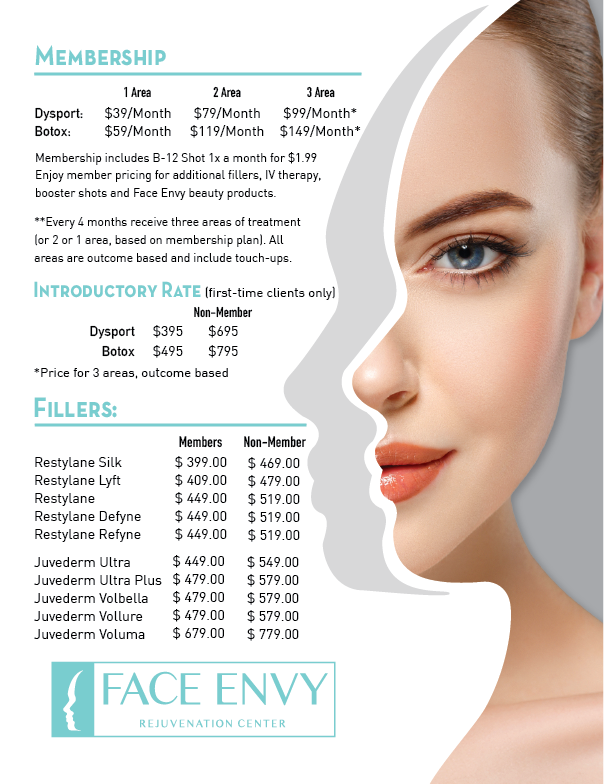 MEMBERSHIP
1 Area 2 Area 3 Area
Dysport: $39/Month $79/Month $99/Month*
Botox: $59/Month $119/Month $149/Month*
Membership includes B-12 Shot 1x a month for $1.99
Enjoy member pricing for additional fillers, IV therapy,
booster shots and Face Envy beauty products.
**Every 4 months receive three areas of treatment
(or 2 or 1 area, based on membership plan). All
areas are outcome based and include touch-ups.
INTRODUCTORY RATE (first-time clients only)
Non-Member
Dysport $395 $695
Botox $495 $795
*Price for 3 areas, outcome based
FILLERS:
Members Non-Member
Restylane Silk $ 399.00 $ 469.00
Restylane Lyft $ 409.00 $ 479.00
Restylane $ 449.00 $ 519.00
Restylane Defyne $ 449.00 $ 519.00
Restylane Refyne $ 449.00 $ 519.00
Juvederm Ultra $ 449.00 $ 549.00
Juvederm Ultra Plus $ 479.00 $ 579.00
Juvederm Volbella $ 479.00 $ 579.00
Juvederm Vollure $ 479.00 $ 579.00
Juvederm Voluma $ 679.00 $ 779.00
FACE ENVY
REJUVENATION CENTER